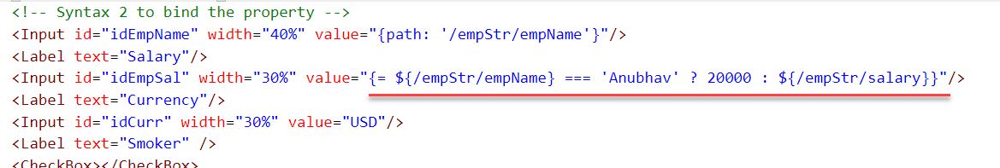 <!-- Syntax 2 to bind the property -->
<Input id="idEmpName" width="40%" value="{path: '/empStr/empName'}"/>
<Label text="Salary"/>
<Input id="idEmpSal" width="30%" value="{= ${/empStr/empName} === 'Anubhav' ? 20000 : ${/empStr/salary}}"/>
<Label text="Currency"/>
<Input id="idCurr" width="30%" value="USD"/>
<Label text="Smoker" />
<CheckBox></CheckBox>